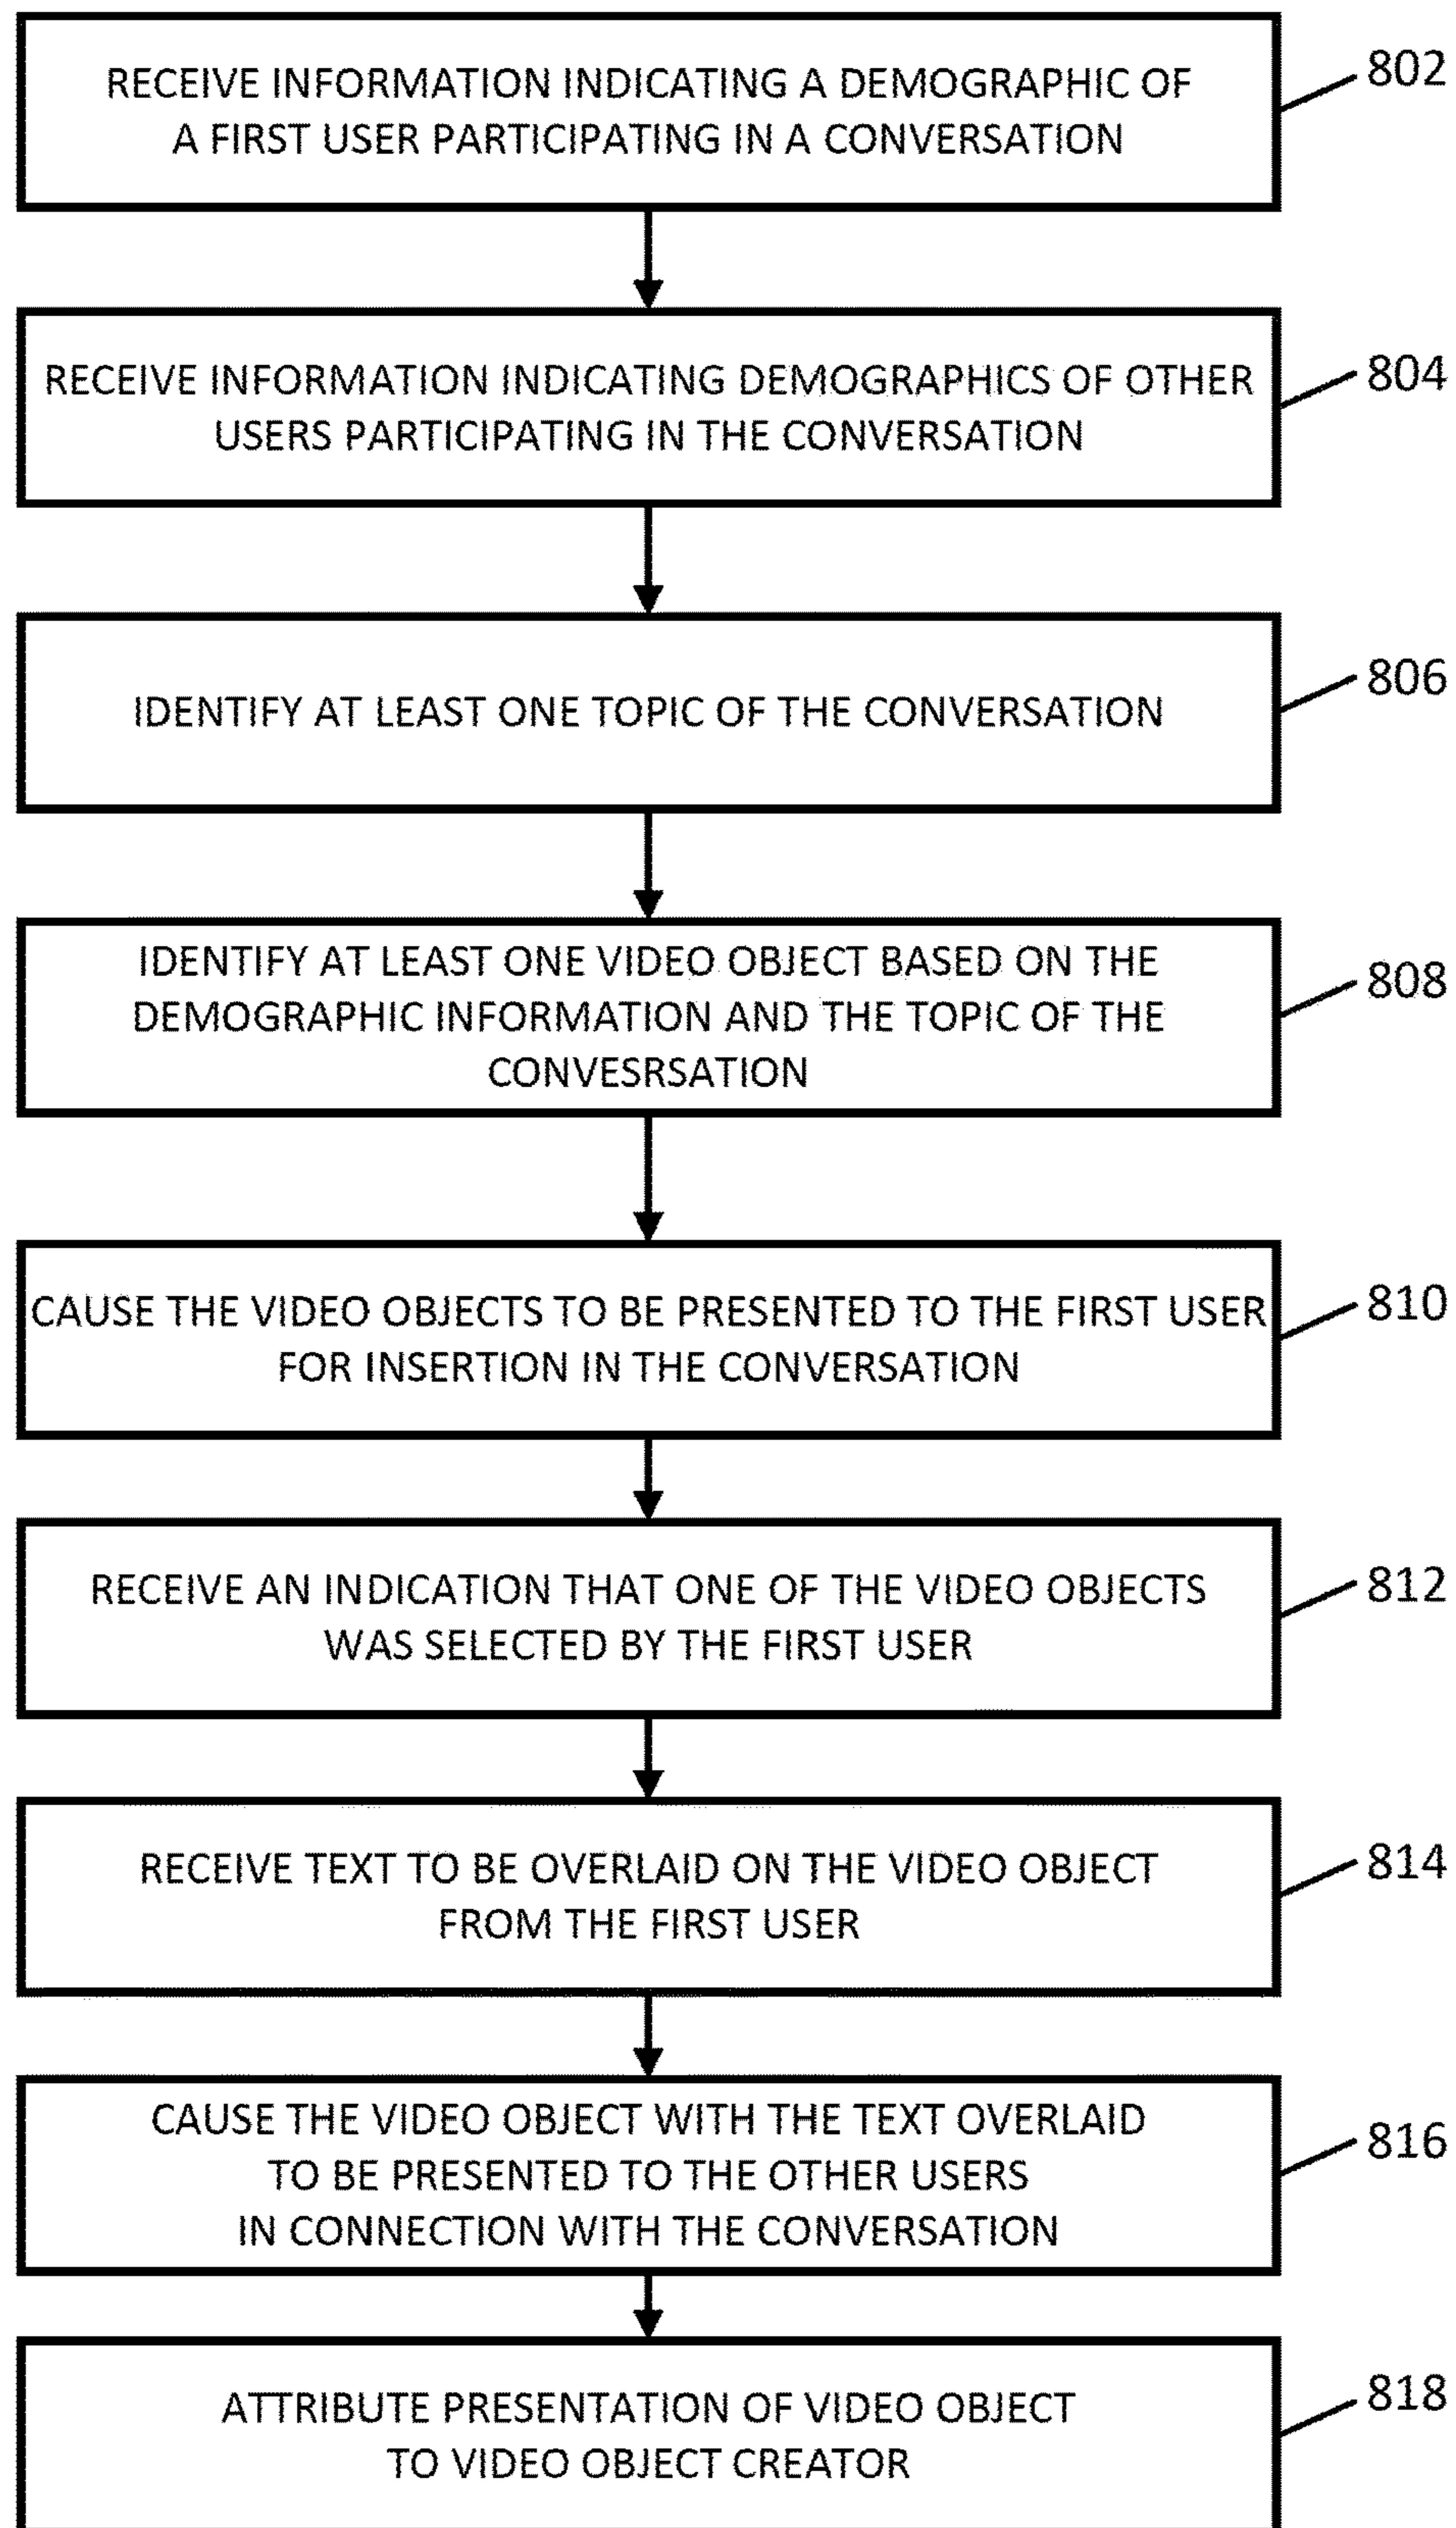 RECEIVE INFORMATION INDICATING A DEMOGRAPHIC OF
A FIRST USER PARTICIPATING IN A CONVERSATION
802
RECEIVE INFORMATION INDICATING DEMOGRAPHICS OF OTHER
USERS PARTICIPATING IN THE CONVERSATION
804
IDENTIFY AT LEAST ONE TOPIC OF THE CONVERSATION
806
IDENTIFY AT LEAST ONE VIDEO OBJECT BASED ON THE
DEMOGRAPHIC INFORMATION AND THE TOPIC OF THE
CONVESRSATION
808
CAUSE THE VIDEO OBJECTS TO BE PRESENTED TO THE FIRST USER
FOR INSERTION IN THE CONVERSATION
810
RECEIVE AN INDICATION THAT ONE OF THE VIDEO OBJECTS
WAS SELECTED BY THE FIRST USER
812
RECEIVE TEXT TO BE OVERLAID ON THE VIDEO OBJECT
FROM THE FIRST USER
814
CAUSE THE VIDEO OBJECT WITH THE TEXT OVERLAID
TO BE PRESENTED TO THE OTHER USERS
IN CONNECTION WITH THE CONVERSATION
816
ATTRIBUTE PRESENTATION OF VIDEO OBJECT
TO VIDEO OBJECT CREATOR
818